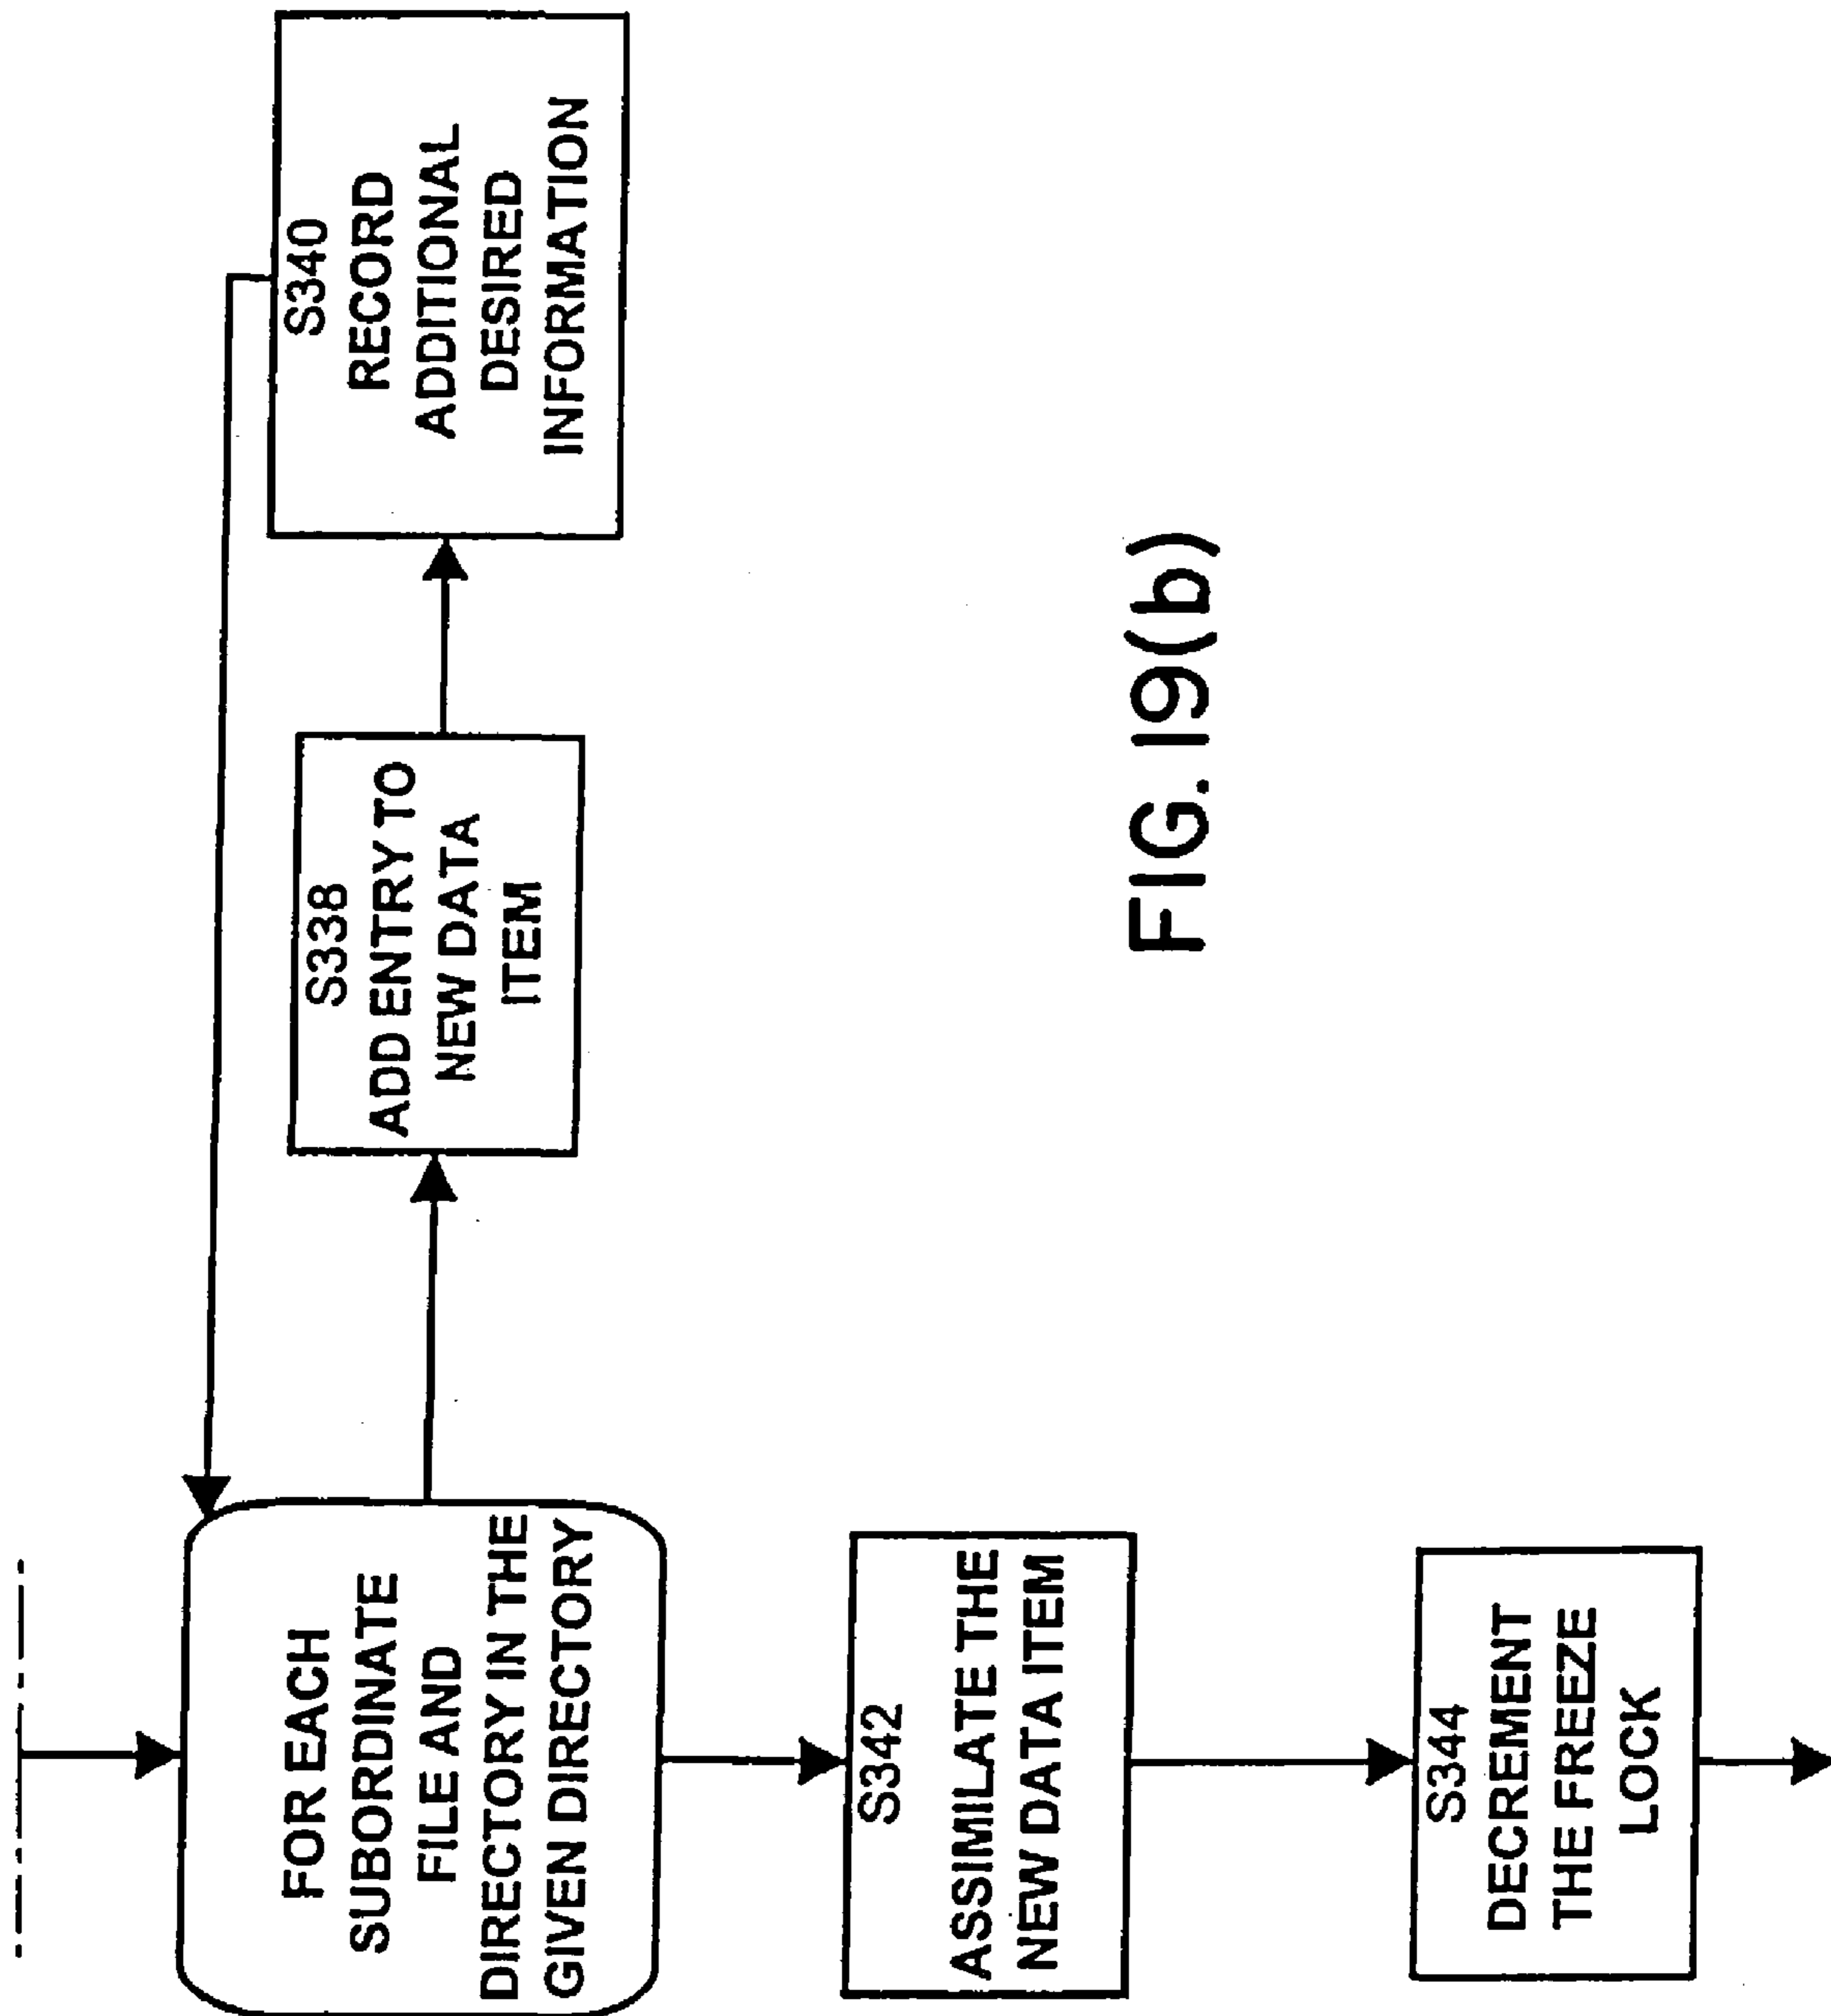 FOR EACH
SUBORDINATE
FILE AND
DIRECTORY IN THE
GIVEN DIRECTORY
S338
ADD ENTRY TO
NEW DATA
ITEM
S340
RECORD
ADDITIONAL
DESIRED
INFORMATION
S342
ASSIMILATE THE
NEW DATA ITEM
S344
DECREMENT
THE FREEZE
LOCK
FIG. 19(b)